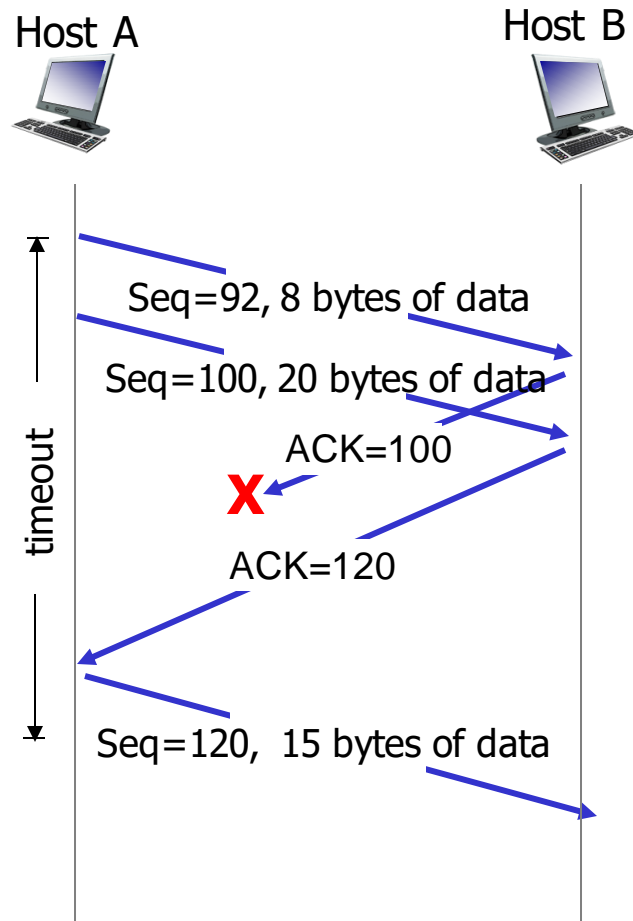 Host A
Host B
Seq=92, 8 bytes of data
Seq=100, 20 bytes of data
ACK=100
X
timeout
ACK=120
Seq=120, 15 bytes of data